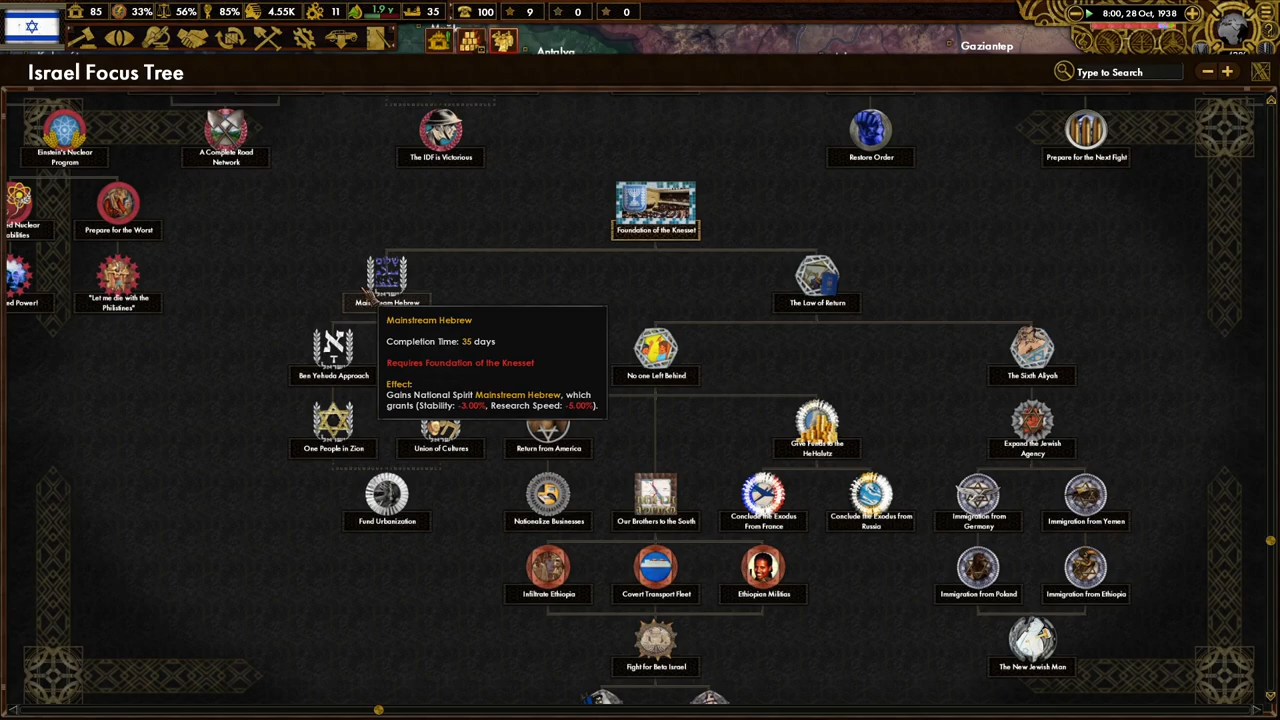 85 33% 56% 85% 4.55K 11 1.9 y 35 100 9 0 0 8:00, 28 Oct, 1938
Antalya
Gaziantep
Israel Focus Tree
Type to Search
Einstein's Nuclear
Program
A Complete Road
Network
The IDF is Victorious
Restore Order
Prepare for the Next Fight
Prepare for the Worst
Foundation of the Knesset
"Let me die with the
Philistines"
The Law of Return
Mainstream Hebrew
Completion Time: 35 days
Requires Foundation of the Knesset
Effect:
Gains National Spirit Mainstream Hebrew, which
grants (Stability: -3.00%, Research Speed: -5.00%).
Ben Yehuda Approach
No one Left Behind
The Sixth Aliyah
One People in Zion
Union of Cultures
Return from America
Give Funds to the
HeHalutz
Expand the Jewish
Agency
Fund Urbanization
Nationalize Businesses
Our Brothers to the South
Conclude the Exodus
From France
Conclude the Exodus from
Russia
Immigration from
Germany
Immigration from Yemen
Infiltrate Ethiopia
Covert Transport Fleet
Ethiopian Militias
Immigration from Poland
Immigration from Ethiopia
Fight for Beta Israel
The New Jewish Man